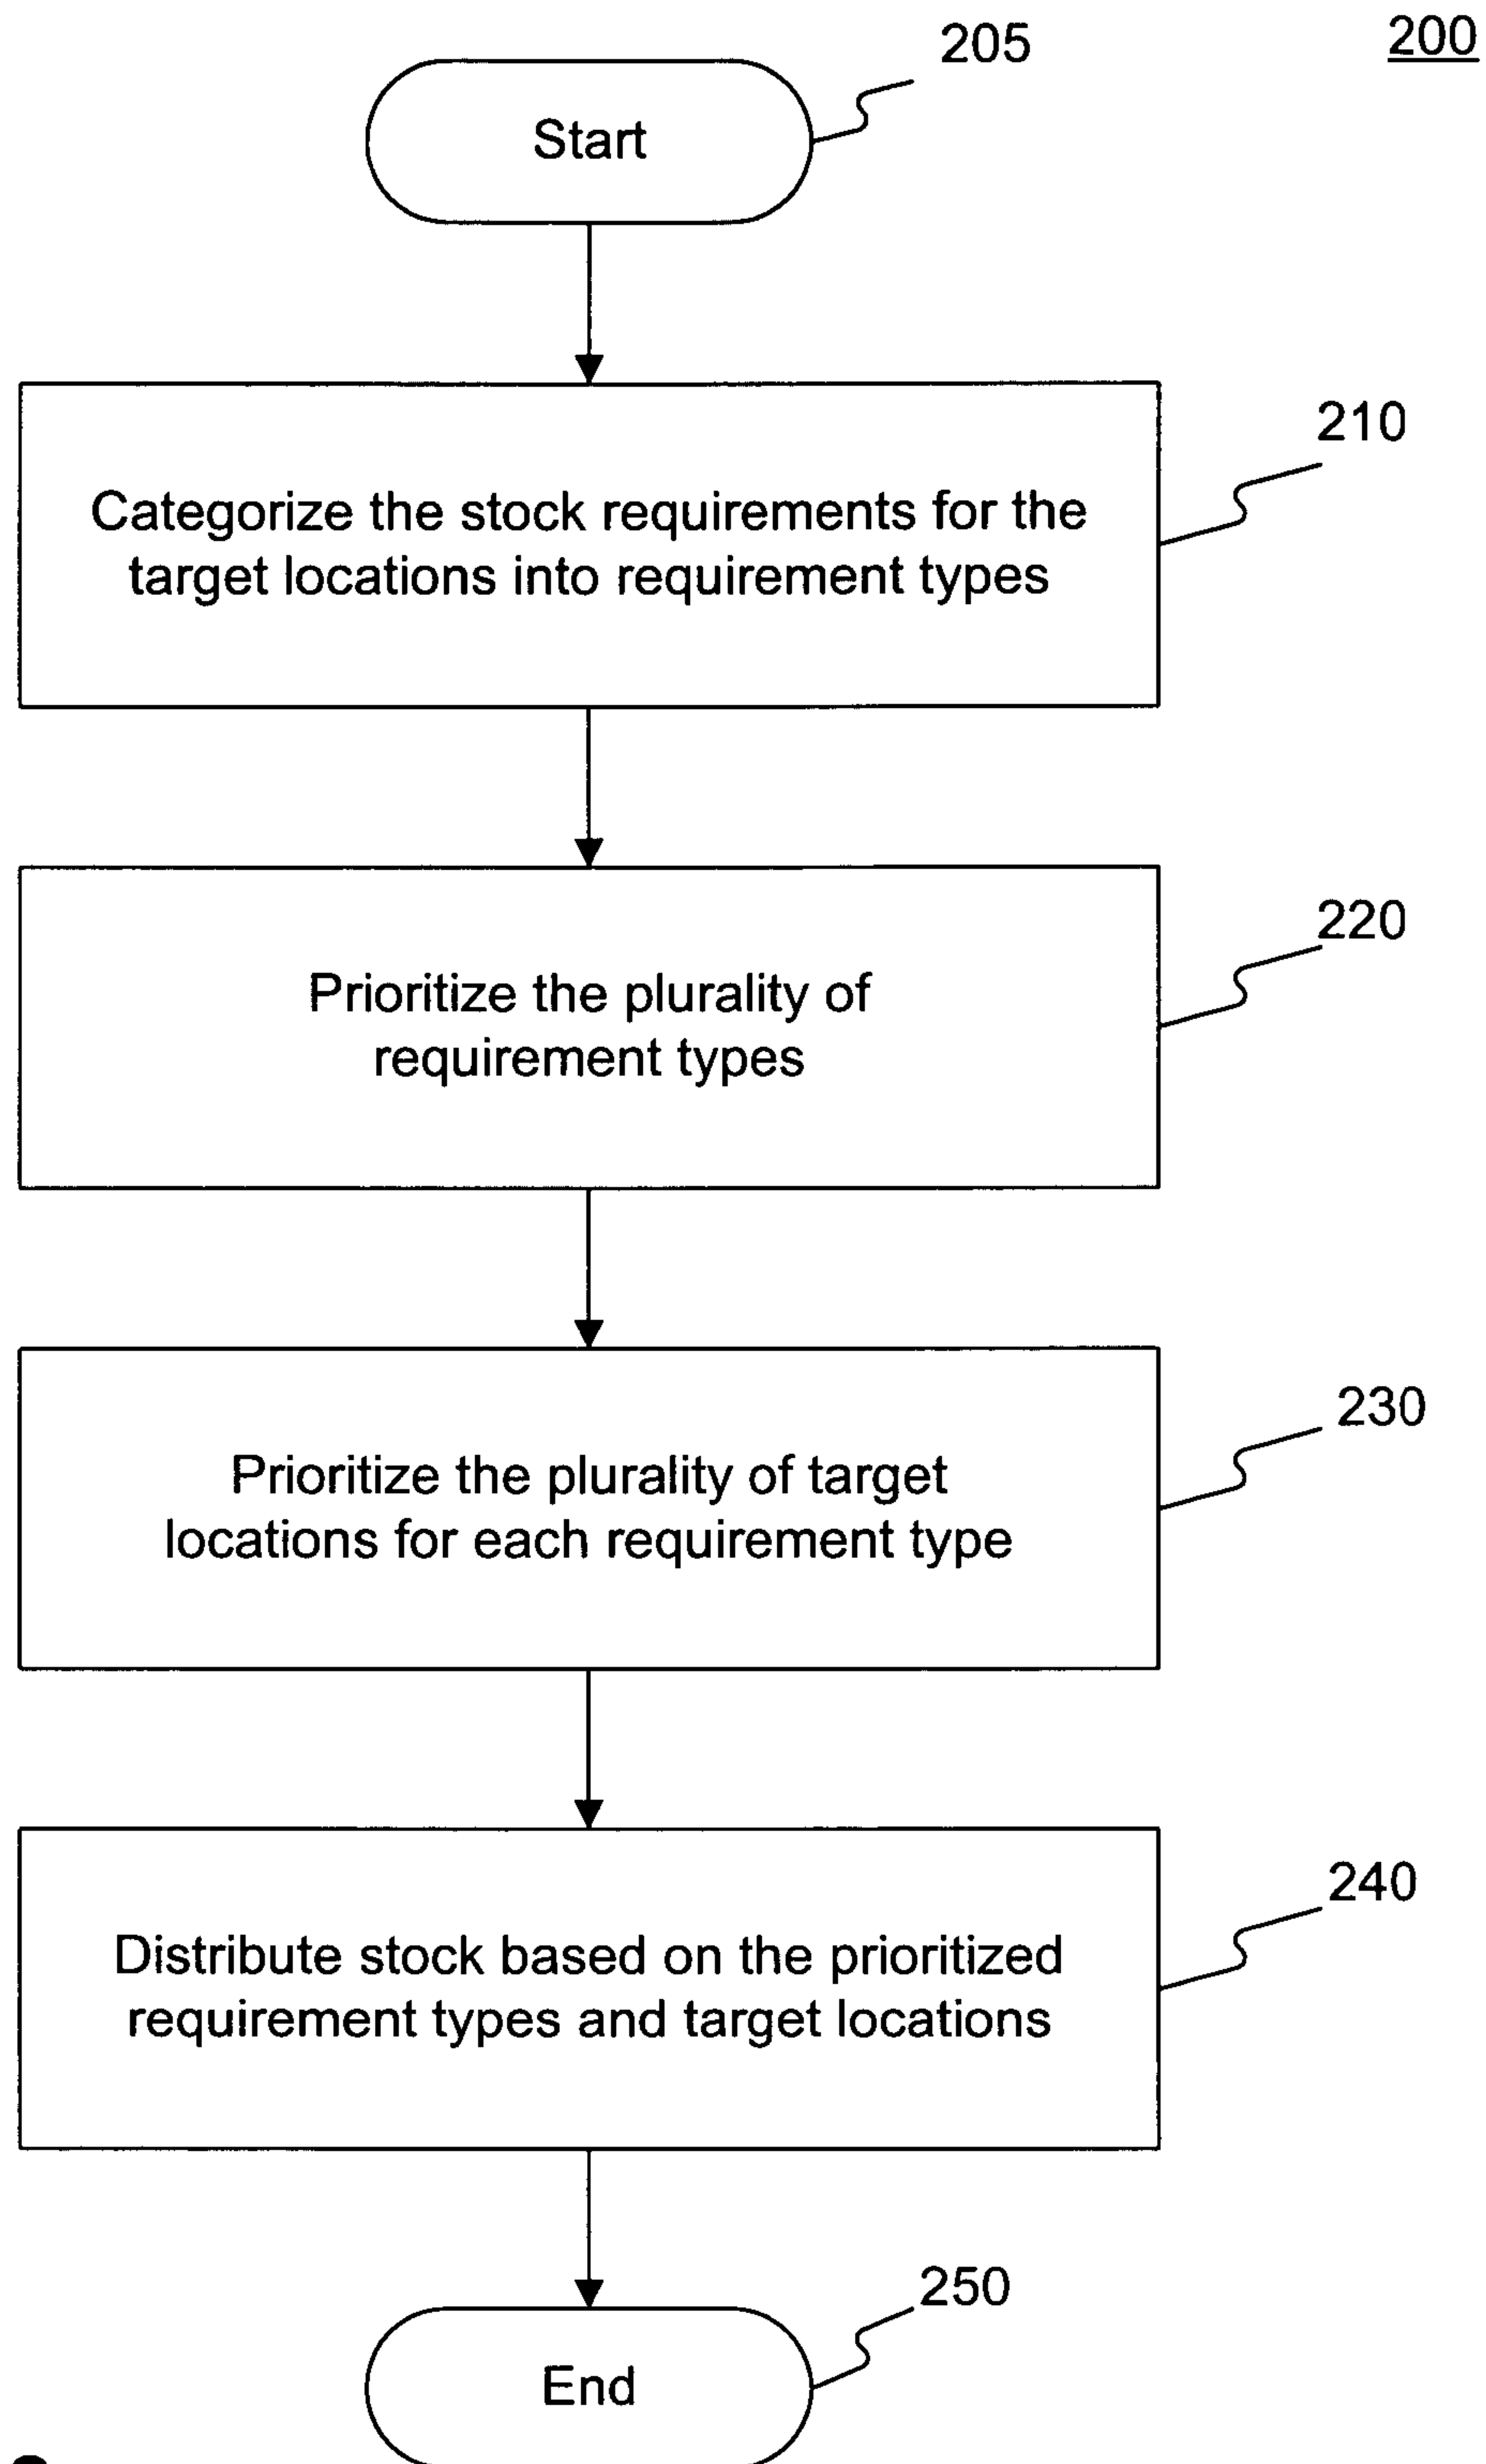 200
205
Start
210
Categorize the stock requirements for the
target locations into requirement types
220
Prioritize the plurality of
requirement types
230
Prioritize the plurality of target
locations for each requirement type
240
Distribute stock based on the prioritized
requirement types and target locations
250
End